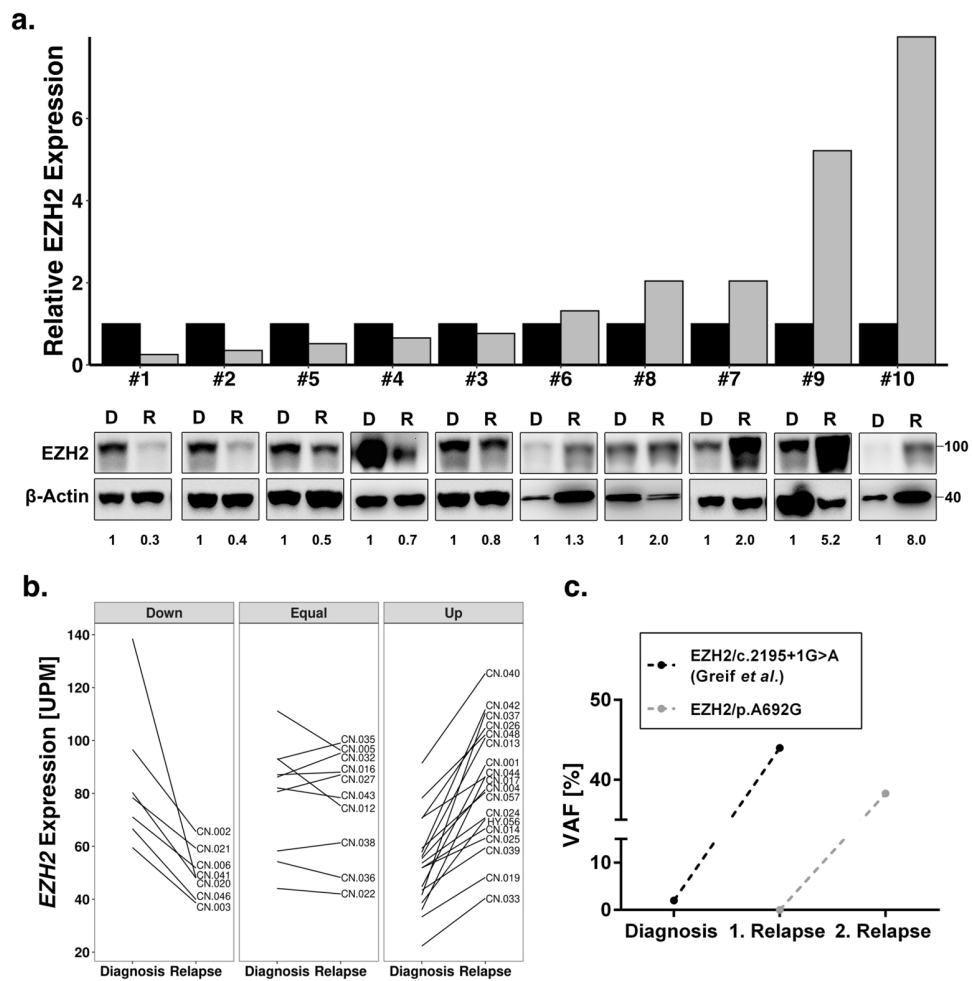 a.
Relative EZH2 Expression
6
4
2
0
#1 #2 #5 #4 #3 #6 #8 #7 #9 #10
D R D R D R D R D R D R D R D R D R D R
EZH2
100
β-Actin
40
1 0.3 1 0.4 1 0.5 1 0.7 1 0.8 1 1.3 1 2.0 1 2.0 1 5.2 1 8.0
b.
Down Equal Up
EZH2 Expression [UPM]
140
120
100
80
60
40
20
CN.002
CN.021
CN.006
CN.041
CN.020
CN.046
CN.003
CN.035
CN.005
CN.032
CN.016
CN.027
CN.043
CN.012
CN.038
CN.036
CN.022
CN.040
CN.042
CN.037
CN.026
CN.048
CN.013
CN.001
CN.044
CN.017
CN.004
CN.057
CN.024
HY.056
CN.014
CN.025
CN.039
CN.019
CN.033
Diagnosis Relapse Diagnosis Relapse Diagnosis Relapse
c.
EZH2/c.2195+1G>A
(Greif et al.)
EZH2/p.A692G
VAF [%]
50
40
10
0
Diagnosis 1. Relapse 2. Relapse